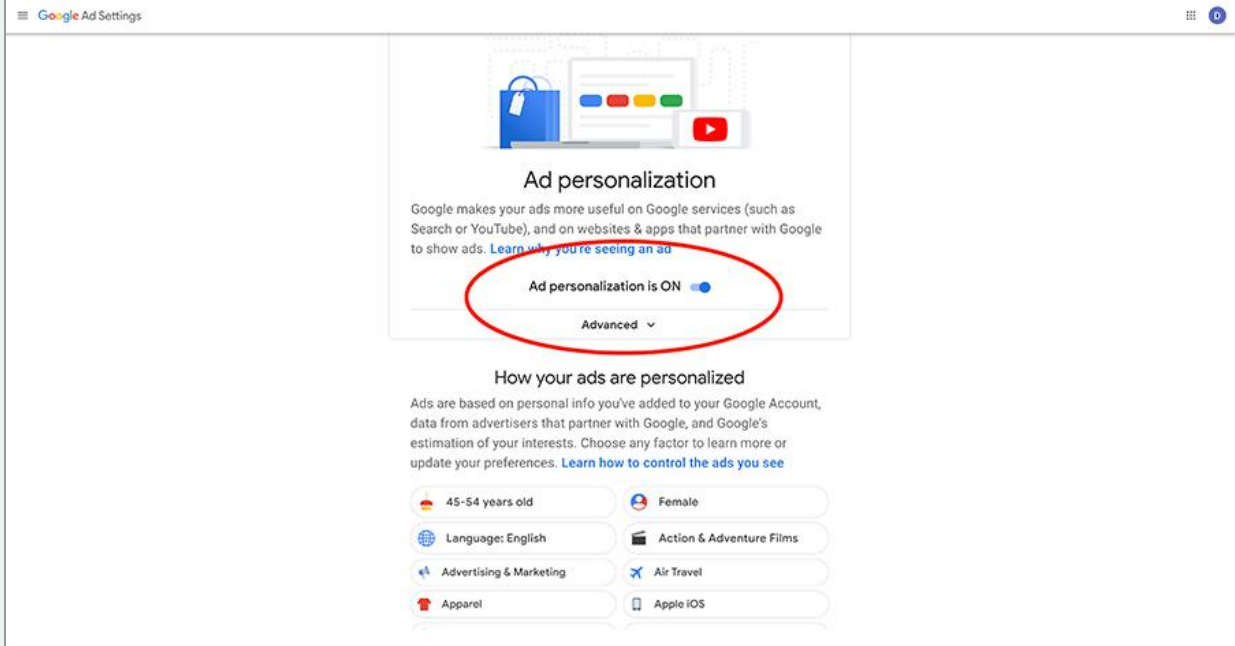 Google Ad Settings
D
Ad personalization
Google makes your ads more useful on Google services (such as
Search or YouTube), and on websites & apps that partner with Google
to show ads. Learn why you're seeing an ad
Ad personalization is ON
Advanced
How your ads are personalized
Ads are based on personal info you've added to your Google Account,
data from advertisers that partner with Google, and Google's
estimation of your interests. Choose any factor to learn more or
update your preferences. Learn how to control the ads you see
45-54 years old
Female
Language: English
Action & Adventure Films
Advertising & Marketing
Air Travel
Apparel
Apple iOS